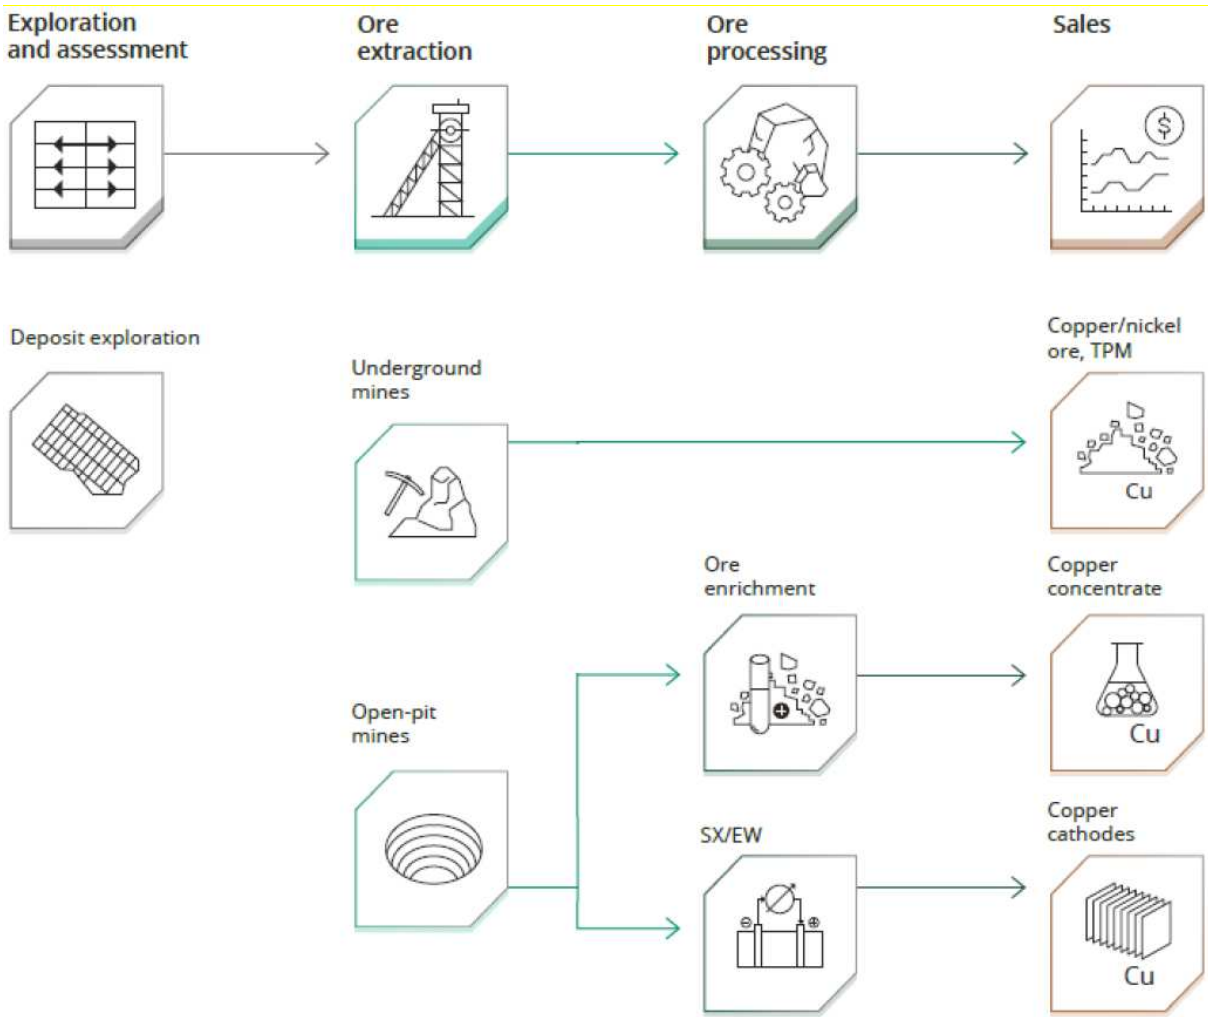 Exploration
and assessment
Ore
extraction
Ore
processing
Sales
$
Deposit exploration
Underground
mines
Copper/nickel
ore, TPM
Cu
Ore
enrichment
Copper
concentrate
Cu
Open-pit
mines
SX/EW
Copper
cathodes
Cu